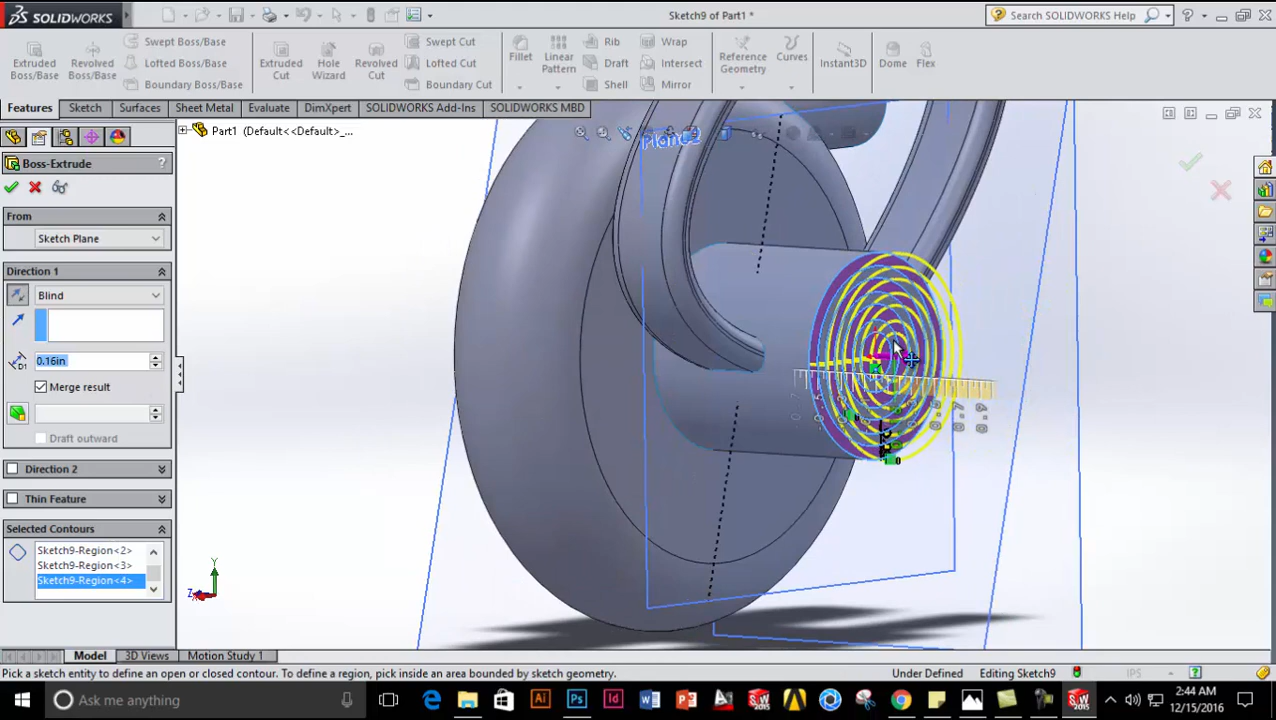 SOLIDWORKS
Sketch9 of Part1 *
Search SOLIDWORKS Help
Extruded Boss/Base
Revolved Boss/Base
Swept Boss/Base
Lofted Boss/Base
Boundary Boss/Base
Extruded Cut
Hole Wizard
Revolved Cut
Swept Cut
Lofted Cut
Boundary Cut
Fillet
Linear Pattern
Rib
Draft
Shell
Wrap
Intersect
Mirror
Reference Geometry
Curves
Instant3D
Dome
Flex
Features
Sketch
Surfaces
Sheet Metal
Evaluate
DimXpert
SOLIDWORKS Add-Ins
SOLIDWORKS MBD
Part1 (Default<<Default>_...
Plane2
Boss-Extrude
?
From
Sketch Plane
Direction 1
Blind
0.16in
Merge result
Draft outward
Direction 2
Thin Feature
Selected Contours
Sketch9-Region<2>
Sketch9-Region<3>
Sketch9-Region<4>
Y
Z
Model
3D Views
Motion Study 1
Pick a sketch entity to define an open or closed contour. To define a region, pick inside an area bounded by sketch geometry.
Under Defined
Editing Sketch9
IPS
Ask me anything
2:44 AM
12/15/2016